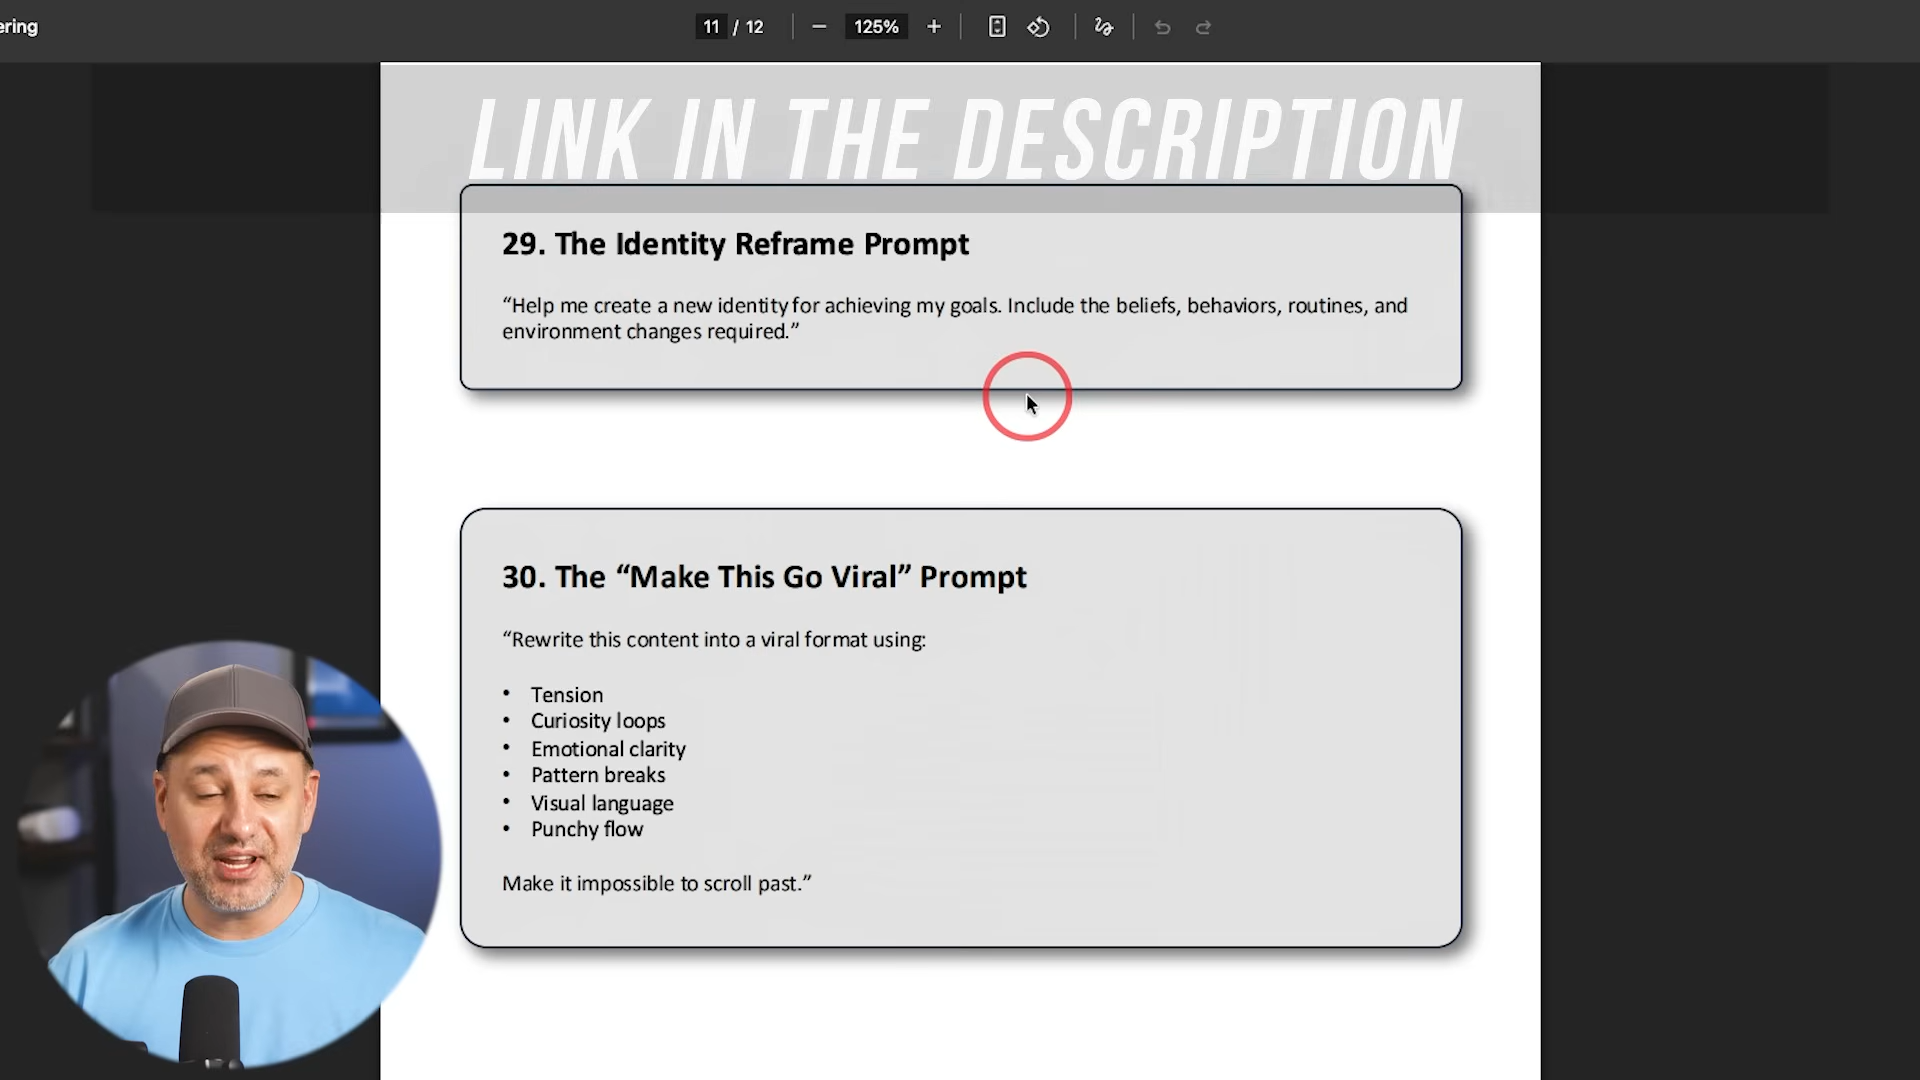 ering
11 / 12
125%
LINK IN THE DESCRIPTION
29. The Identity Reframe Prompt
“Help me create a new identity for achieving my goals. Include the beliefs, behaviors, routines, and
environment changes required.”
30. The “Make This Go Viral” Prompt
“Rewrite this content into a viral format using:
• Tension
• Curiosity loops
• Emotional clarity
• Pattern breaks
• Visual language
• Punchy flow
Make it impossible to scroll past.”